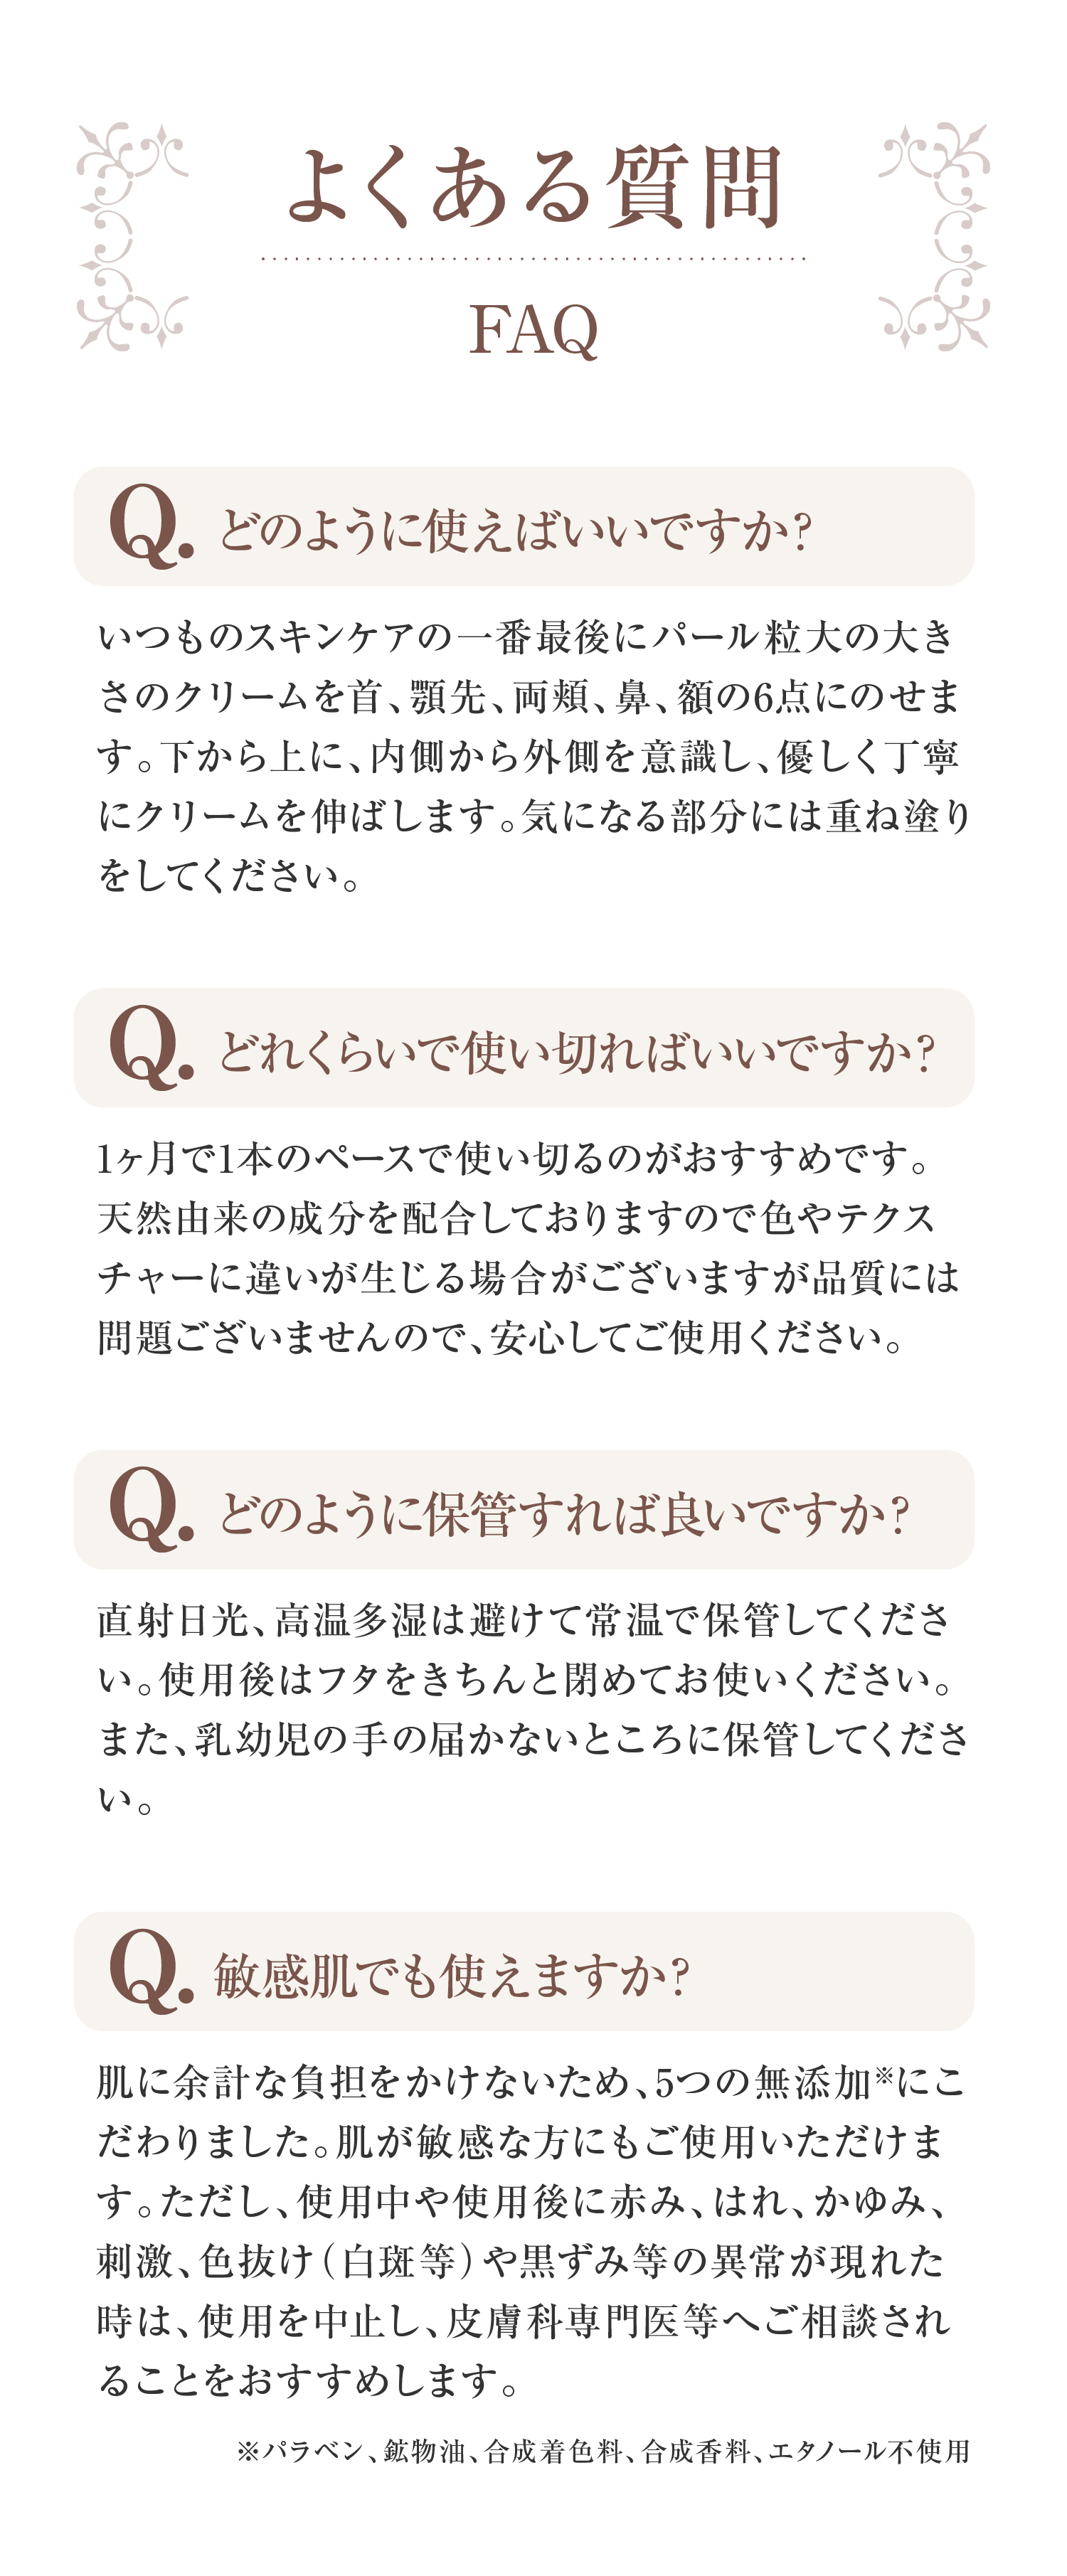 よくある質問
FAQ
Q. どのように使えばいいですか?
いつものスキンケアの一番最後にパール粒大の大き
さのクリームを首、顎先、両頬、鼻、額の6点にのせま
す。下から上に、内側から外側を意識し、優しく丁寧
にクリームを伸ばします。気になる部分には重ね塗り
をしてください。
Q. どれくらいで使い切ればいいですか?
1ヶ月で1本のペースで使い切るのがおすすめです。
天然由来の成分を配合しておりますので色やテクス
チャーに違いが生じる場合がございますが品質には
問題ございませんので、安心してご使用ください。
Q. どのように保管すれば良いですか?
直射日光、高温多湿は避けて常温で保管してくださ
い。使用後はフタをきちんと閉めてお使いください。
また、乳幼児の手の届かないところに保管してくださ
い。
Q. 敏感肌でも使えますか?
肌に余計な負担をかけないため、5つの無添加※にこ
だわりました。肌が敏感な方にもご使用いただけま
す。ただし、使用中や使用後に赤み、はれ、かゆみ、
刺激、色抜け(白斑等)や黒ずみ等の異常が現れた
時は、使用を中止し、皮膚科専門医等へご相談され
ることをおすすめします。
※パラベン、鉱物油、合成着色料、合成香料、エタノール不使用